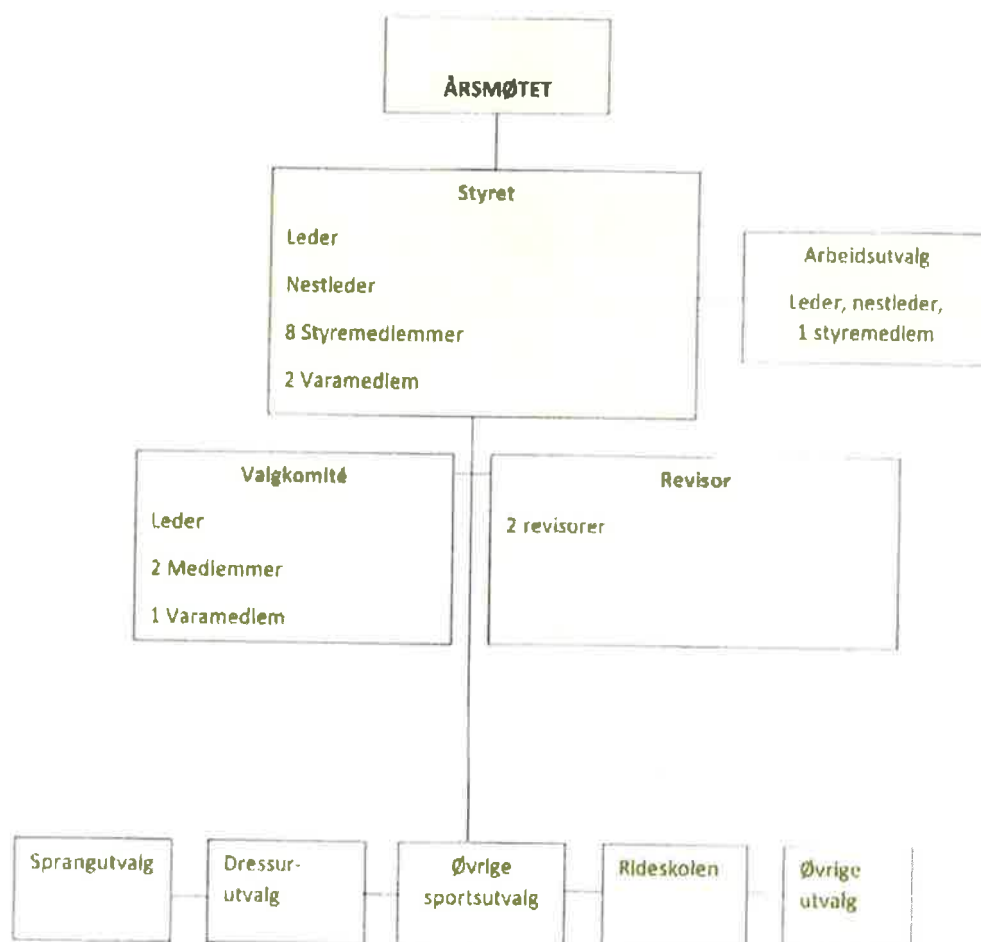 ÅRSMØTET
Styret
Leder
Nestleder
8 Styremedlemmer
2 Varamedlem
Arbeidsutvalg
Leder, nestleder,
1 styremedlem
Valgkomité
Leder
2 Medlemmer
1 Varamedlem
Revisor
2 revisorer
Sprangutvalg
Dressur-
utvalg
Øvrige
sportsutvalg
Rideskolen
Øvrige
utvalg